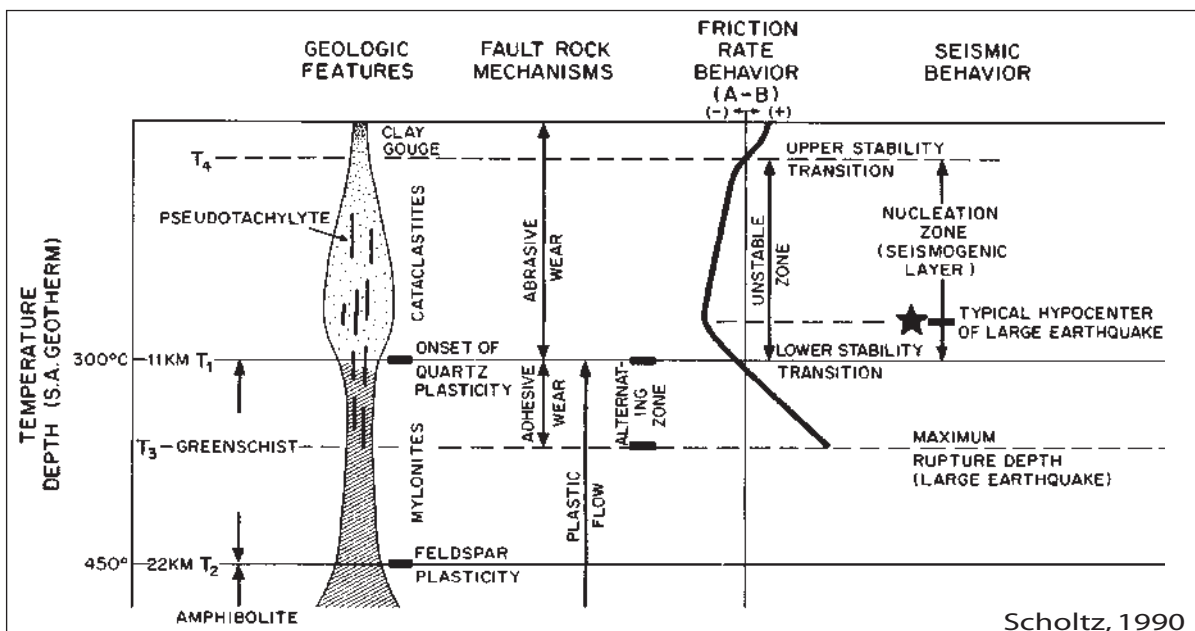 GEOLOGIC
FEATURES
FAULT ROCK
MECHANISMS
FRICTION
RATE
BEHAVIOR
(A-B)
(-) (+)
SEISMIC
BEHAVIOR
TEMPERATURE
DEPTH (S.A. GEOTHERM)
CLAY
GOUGE
T4
UPPER STABILITY
TRANSITION
PSEUDOTACHYLYTE
CATACLASTITES
ABRASIVE
WEAR
UNSTABLE
ZONE
NUCLEATION
ZONE
(SEISMOGENIC
LAYER)
TYPICAL HYPOCENTER
OF LARGE EARTHQUAKE
300°C 11KM T1
ONSET OF
QUARTZ PLASTICITY
LOWER STABILITY
TRANSITION
ADHESIVE
WEAR
ALTERNAT-
ING
ZONE
T3 - GREENSCHIST
MYLONITES
PLASTIC
FLOW
MAXIMUM
RUPTURE DEPTH
(LARGE EARTHQUAKE)
450° 22KM T2
FELDSPAR
PLASTICITY
AMPHIBOLITE
Scholtz, 1990